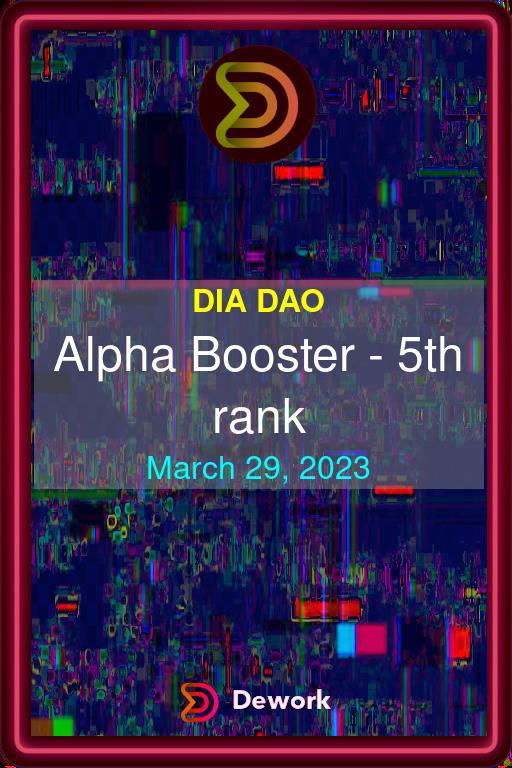 DIA DAO
Alpha Booster - 5th
rank
March 29, 2023
Dework